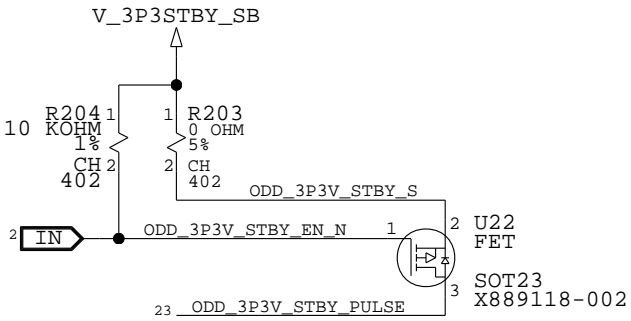 V_3P3STBY_SB
R204 1
10 KOHM
1%
CH 2
402
1 R203
0 OHM
5%
2 CH
402
ODD_3P3V_STBY_S
2 IN
ODD_3P3V_STBY_EN_N
1
2 U22
FET
SOT23
3 X889118-002
23 ODD_3P3V_STBY_PULSE